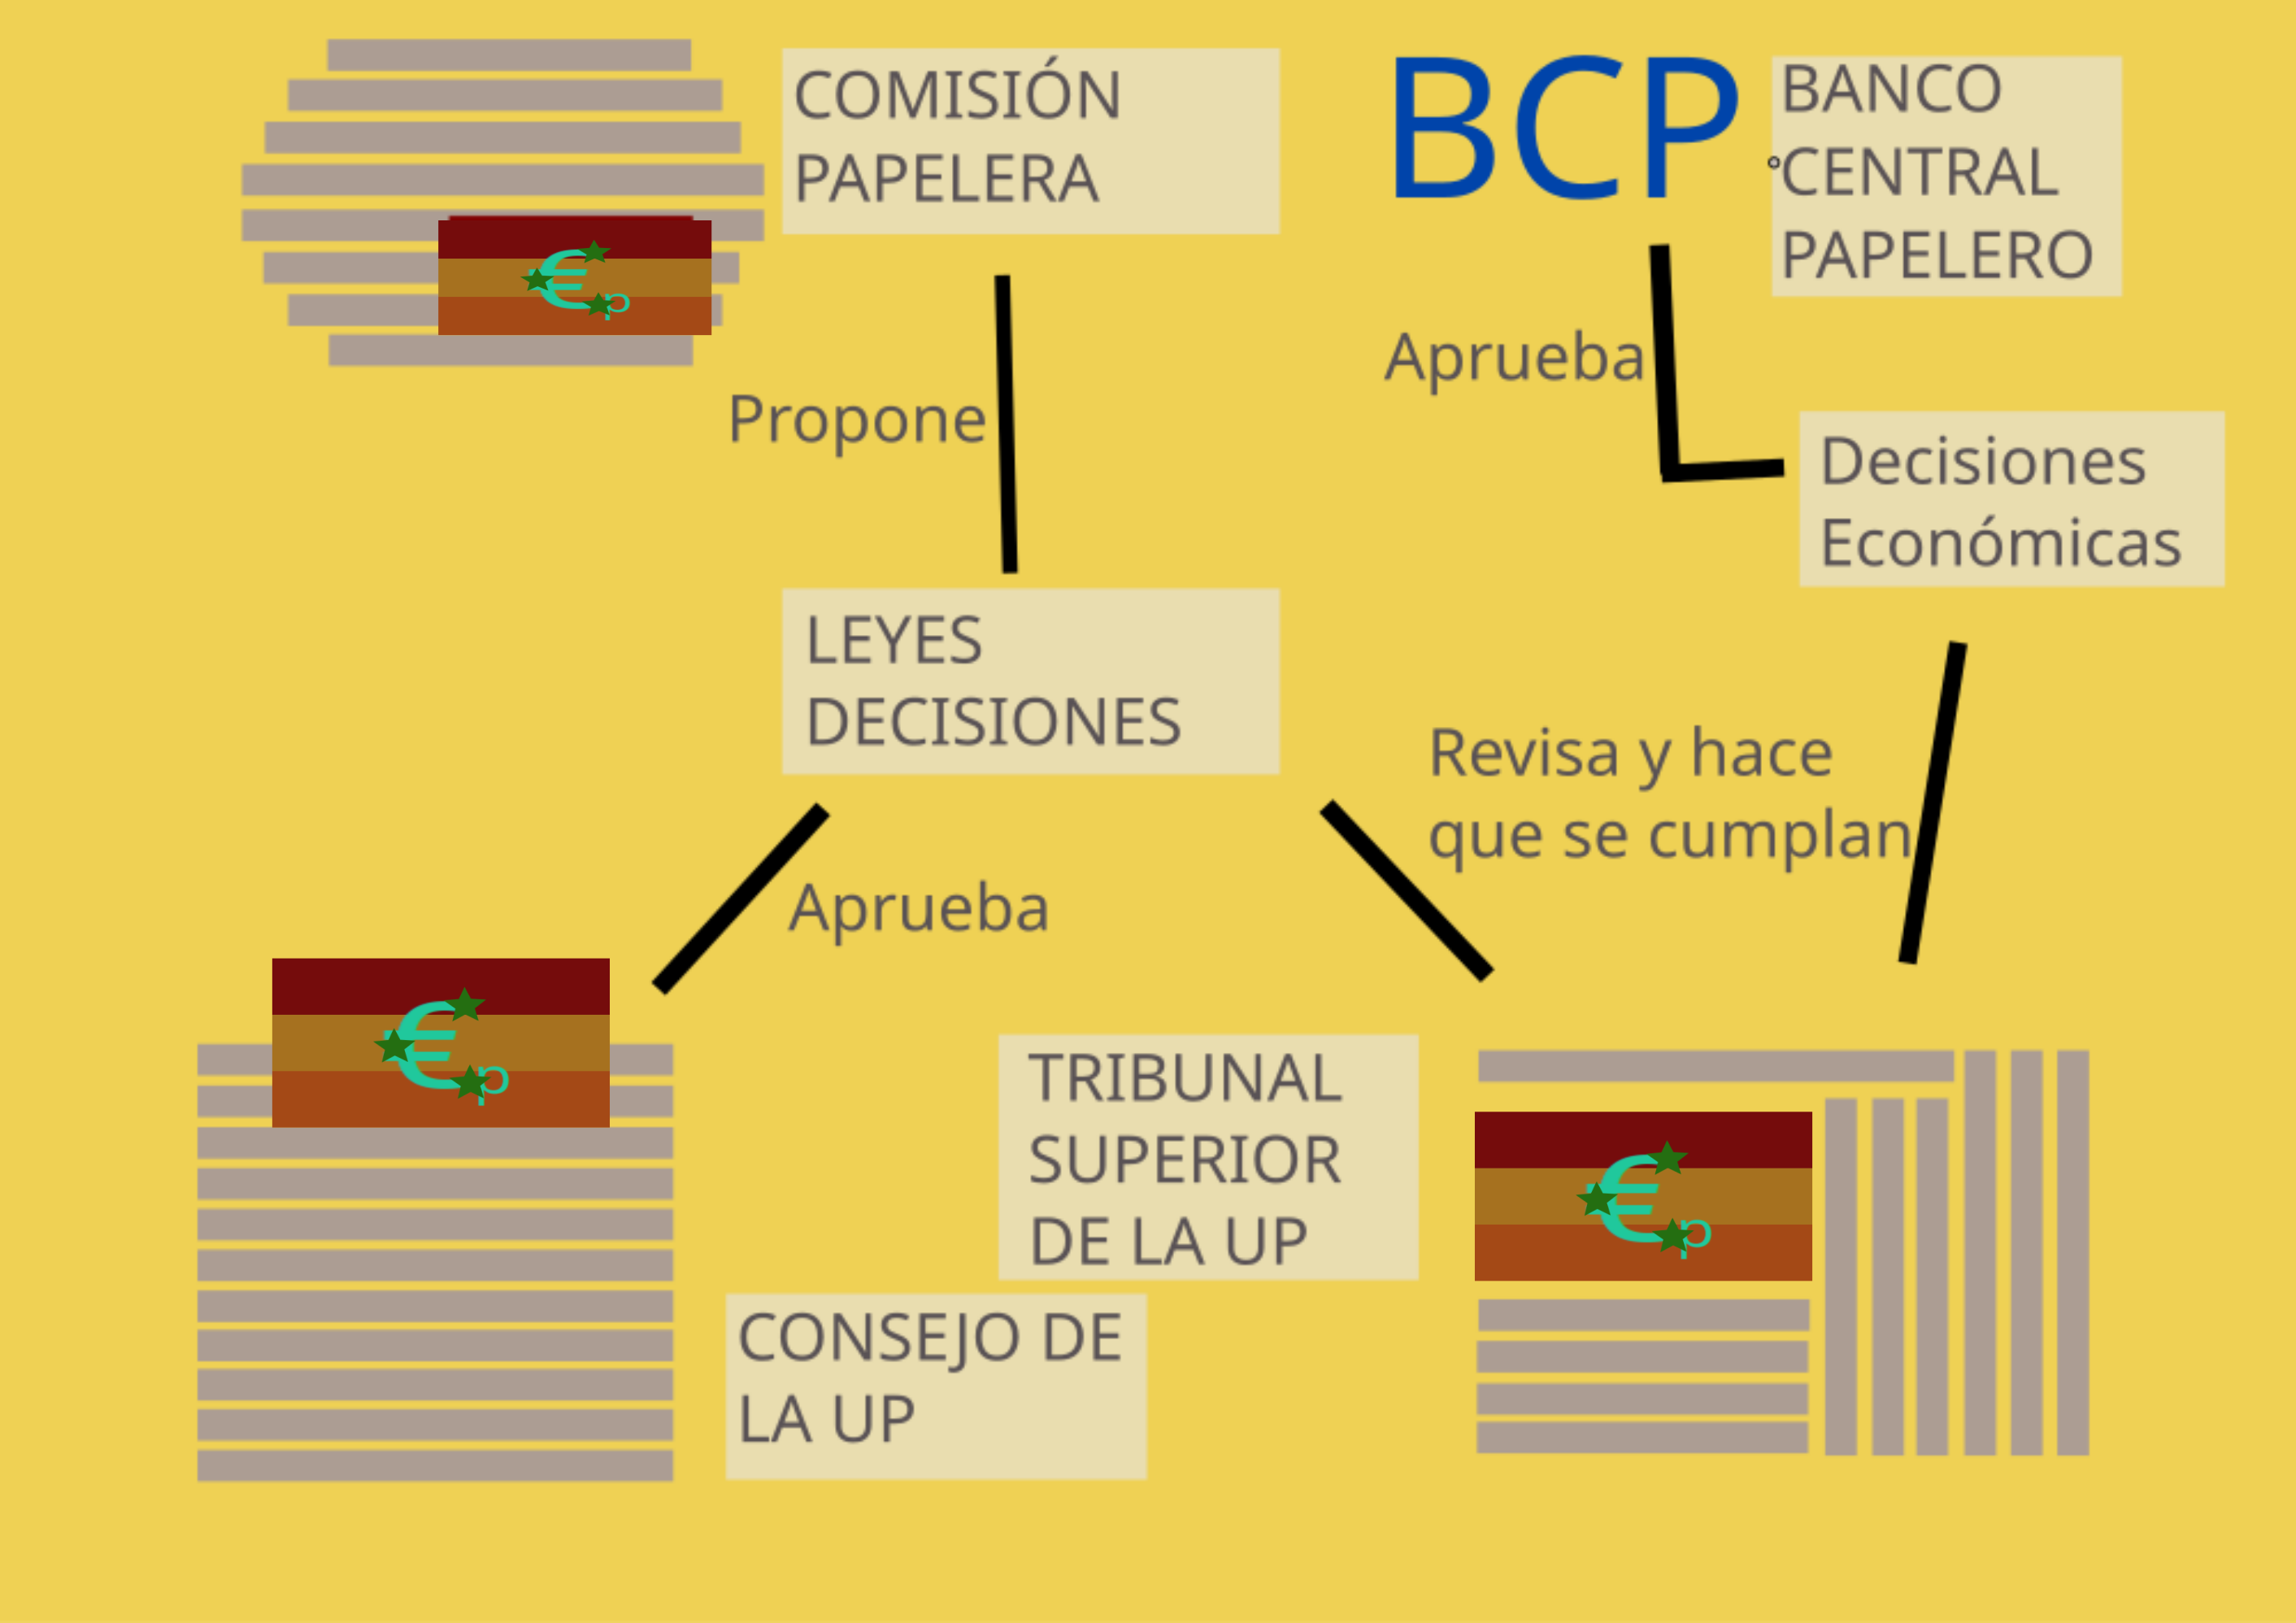 COMISIÓN
PAPELERA
BCP
BANCO
CENTRAL
PAPELERO
€p
Propone
Aprueba
Decisiones
Económicas
LEYES
DECISIONES
Revisa y hace
que se cumplan
Aprueba
€p
TRIBUNAL
SUPERIOR
DE LA UP
€p
CONSEJO DE
LA UP